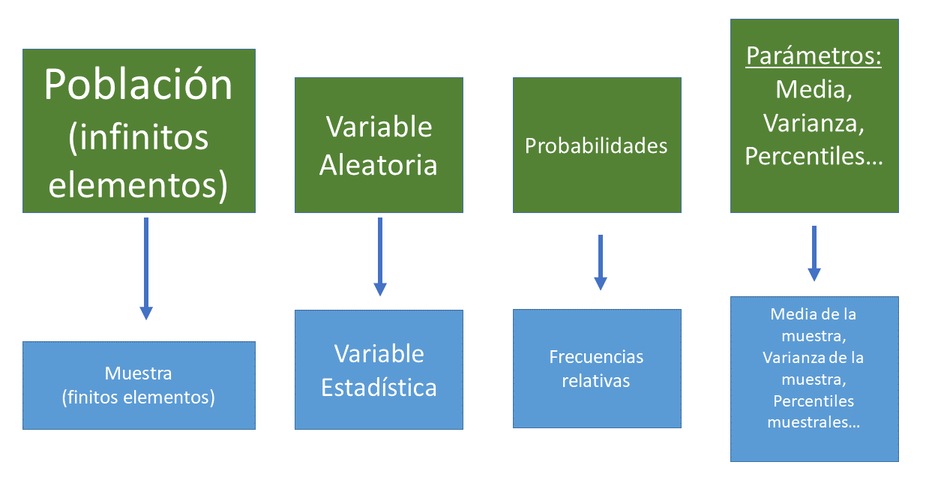 Población
(infinitos
elementos)
Variable
Aleatoria
Probabilidades
Parámetros:
Media,
Varianza,
Percentiles...
Muestra
(finitos elementos)
Variable
Estadística
Frecuencias
relativas
Media de la
muestra,
Varianza de la
muestra,
Percentiles
muestrales...